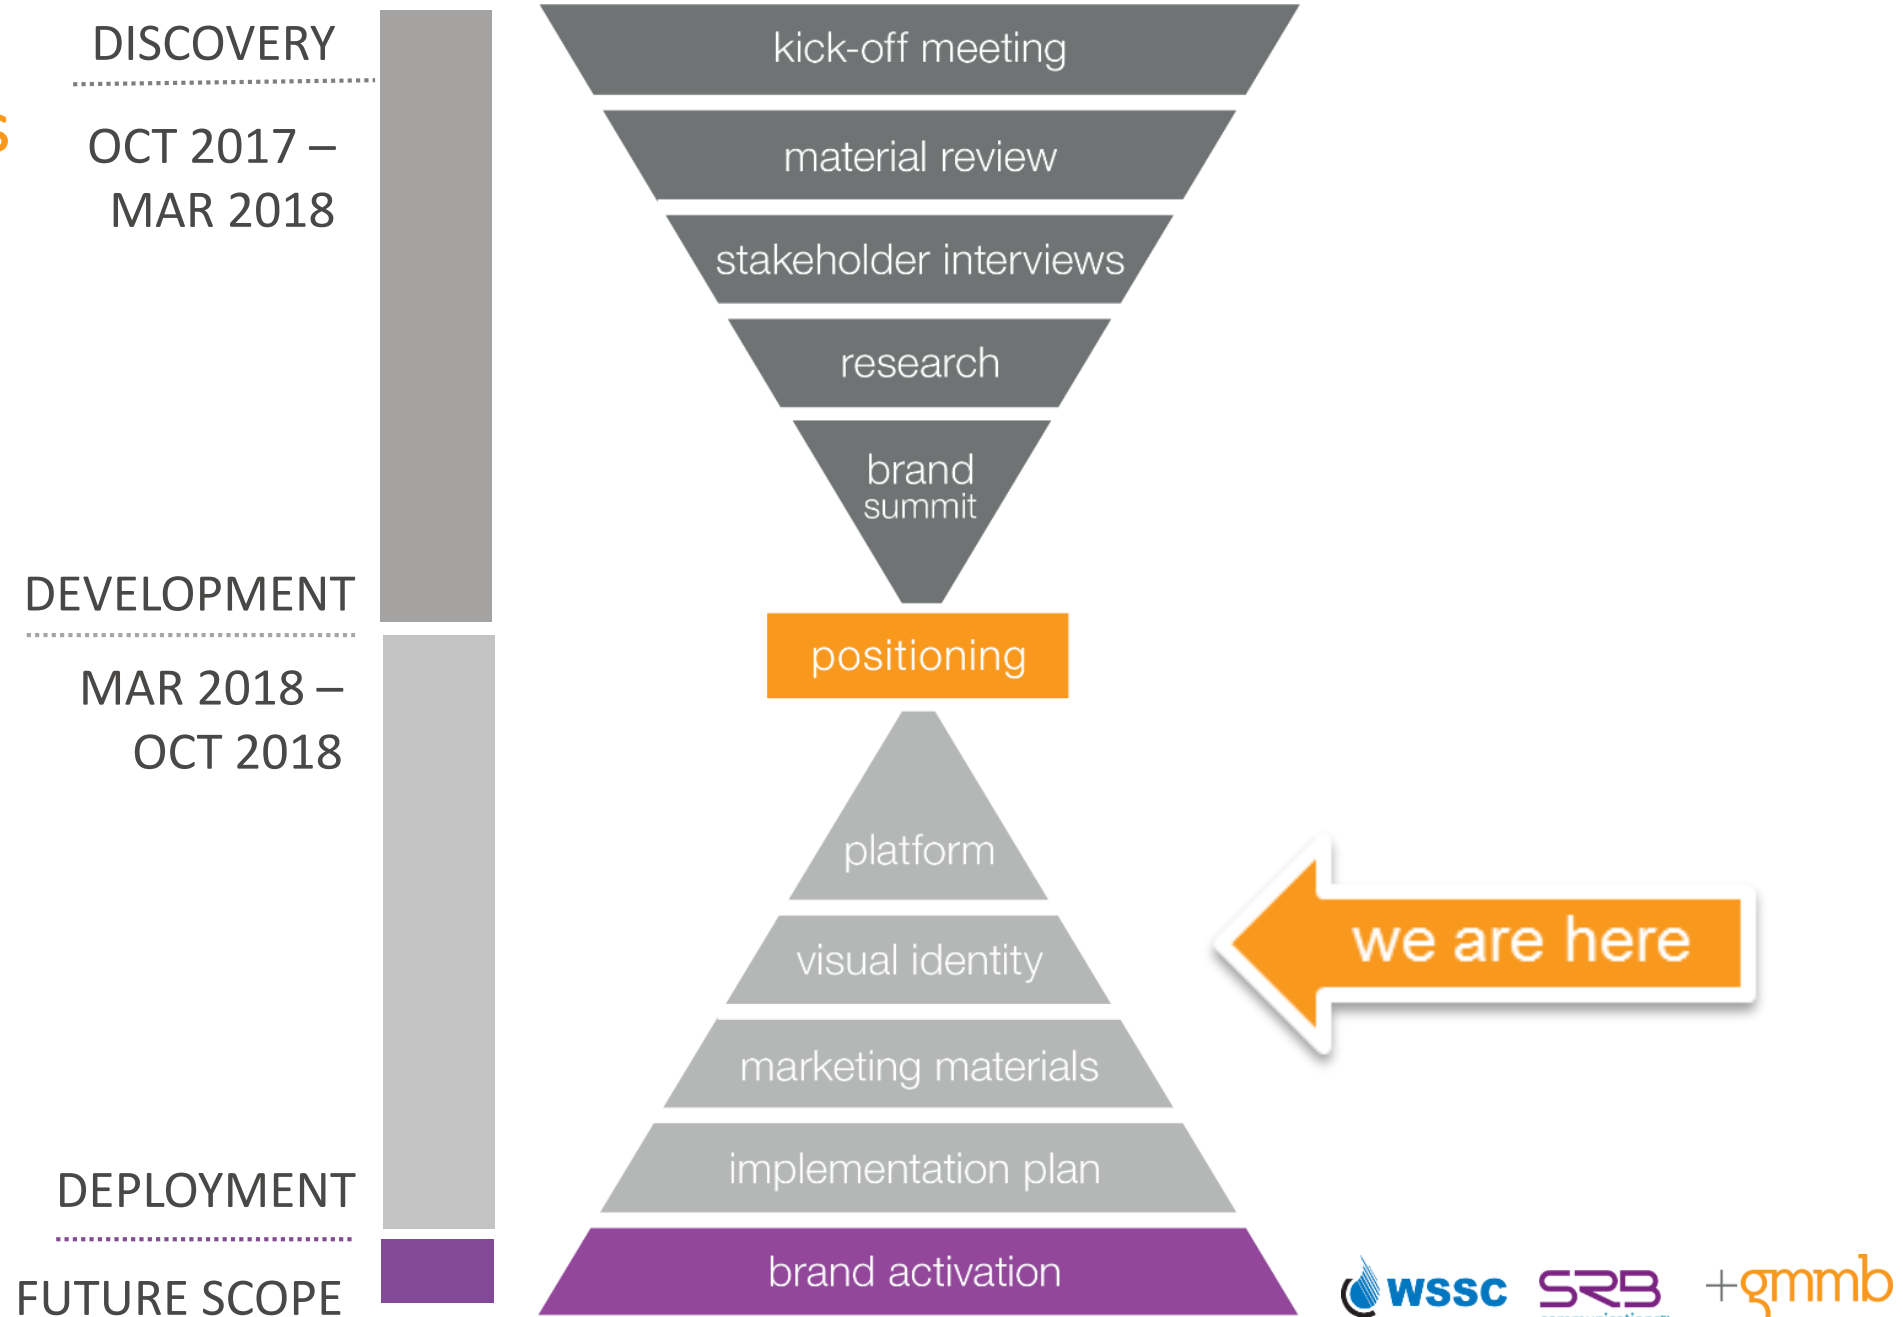 DISCOVERY
OCT 2017 –
MAR 2018
DEVELOPMENT
MAR 2018 –
OCT 2018
DEPLOYMENT
FUTURE SCOPE
kick-off meeting
material review
stakeholder interviews
research
brand
summit
positioning
platform
visual identity
marketing materials
implementation plan
brand activation
we are here
wssc
SRB
+gmmb